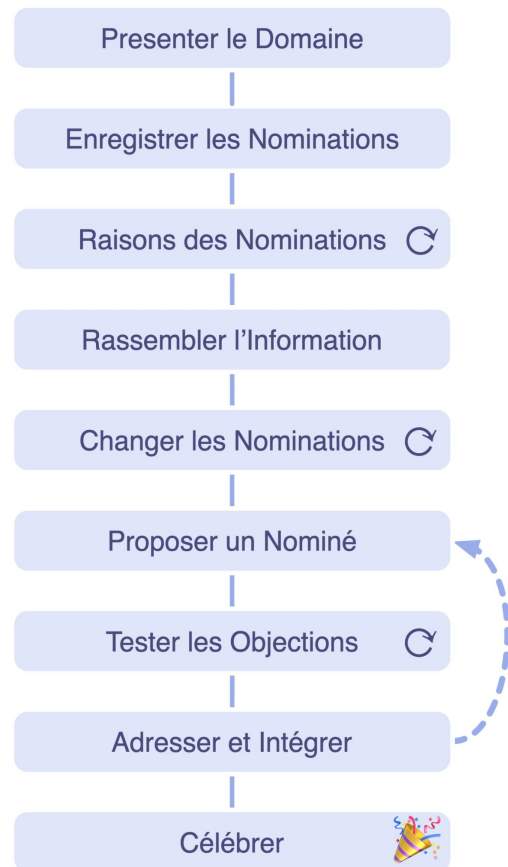 Presenter le Domaine
Enregistrer les Nominations
Raisons des Nominations
Rassembler l'Information
Changer les Nominations
Proposer un Nominé
Tester les Objections
Adresser et Intégrer
Célébrer